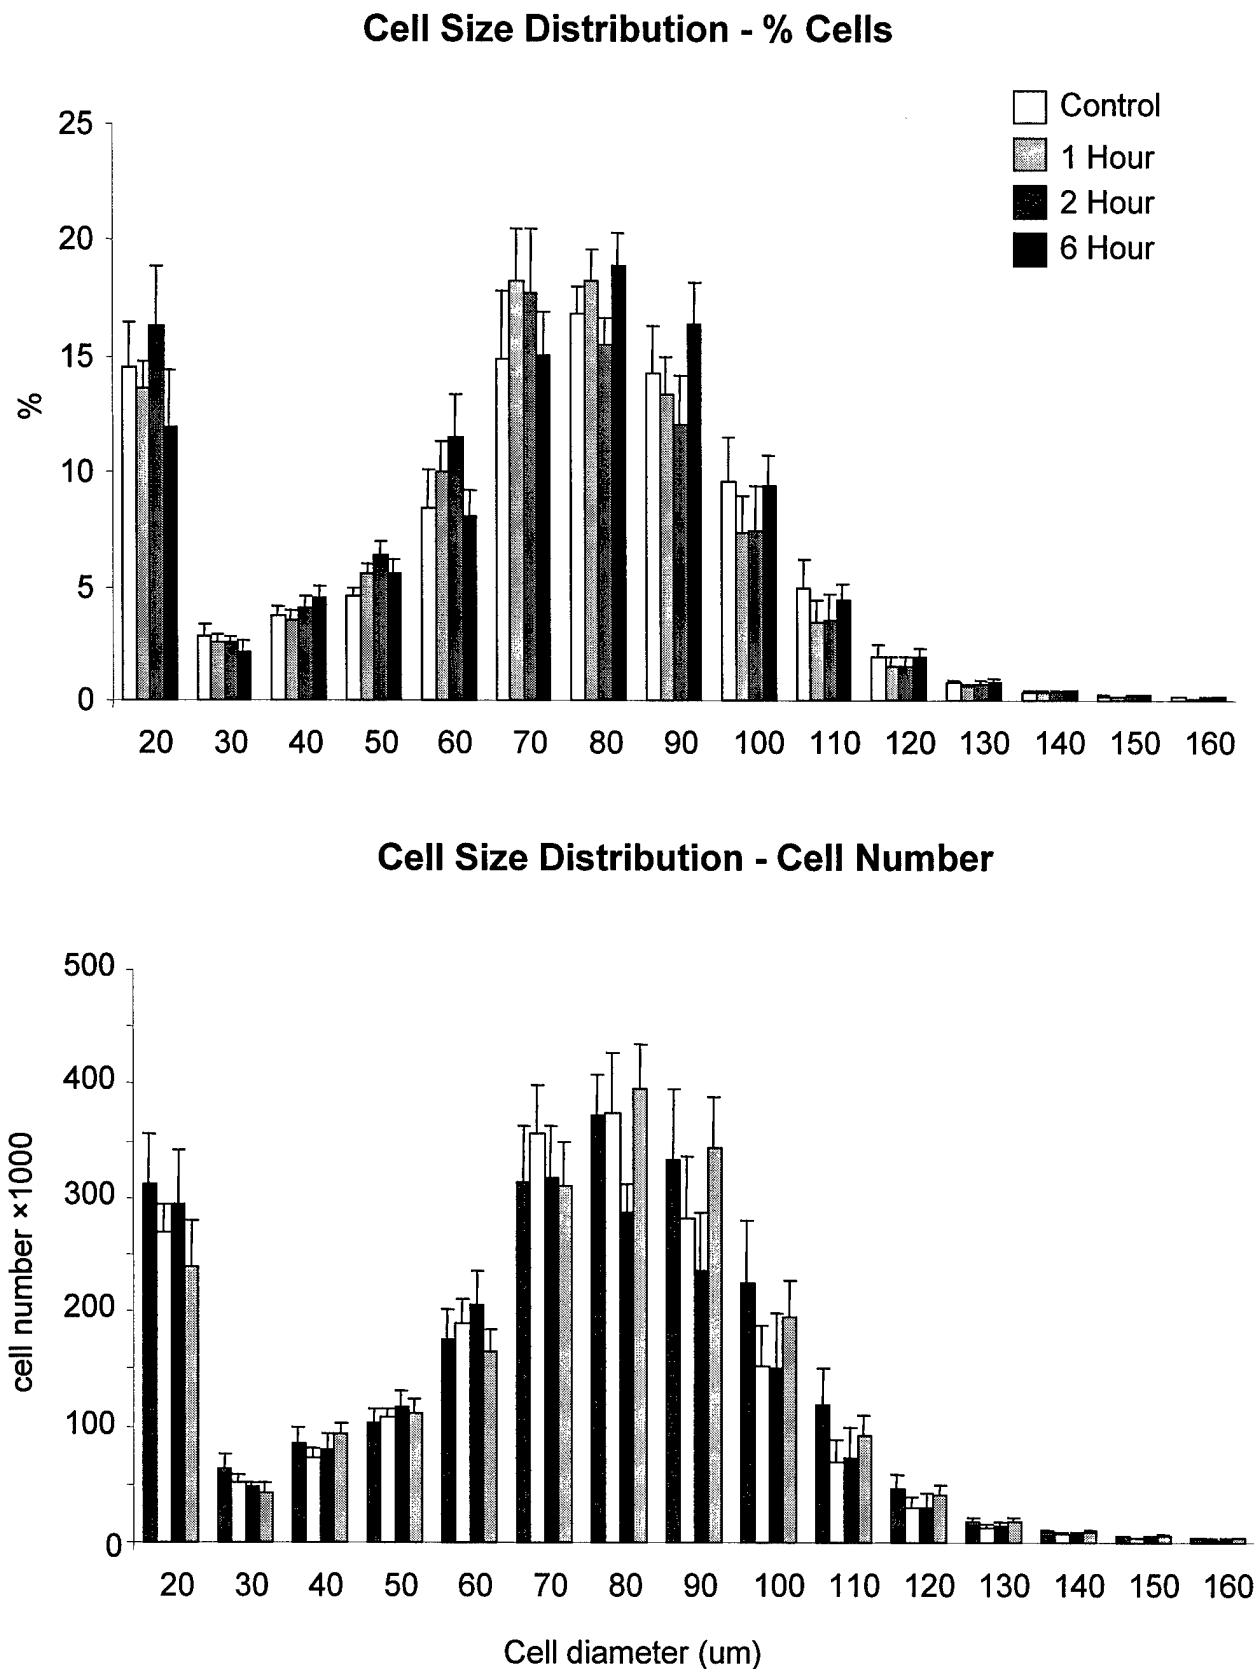 Cell Size Distribution - % Cells
Control
1 Hour
2 Hour
6 Hour
25
20
15
10
5
0
%
20 30 40 50 60 70 80 90 100 110 120 130 140 150 160
Cell Size Distribution - Cell Number
500
400
300
200
100
0
cell number ×1000
20 30 40 50 60 70 80 90 100 110 120 130 140 150 160
Cell diameter (um)